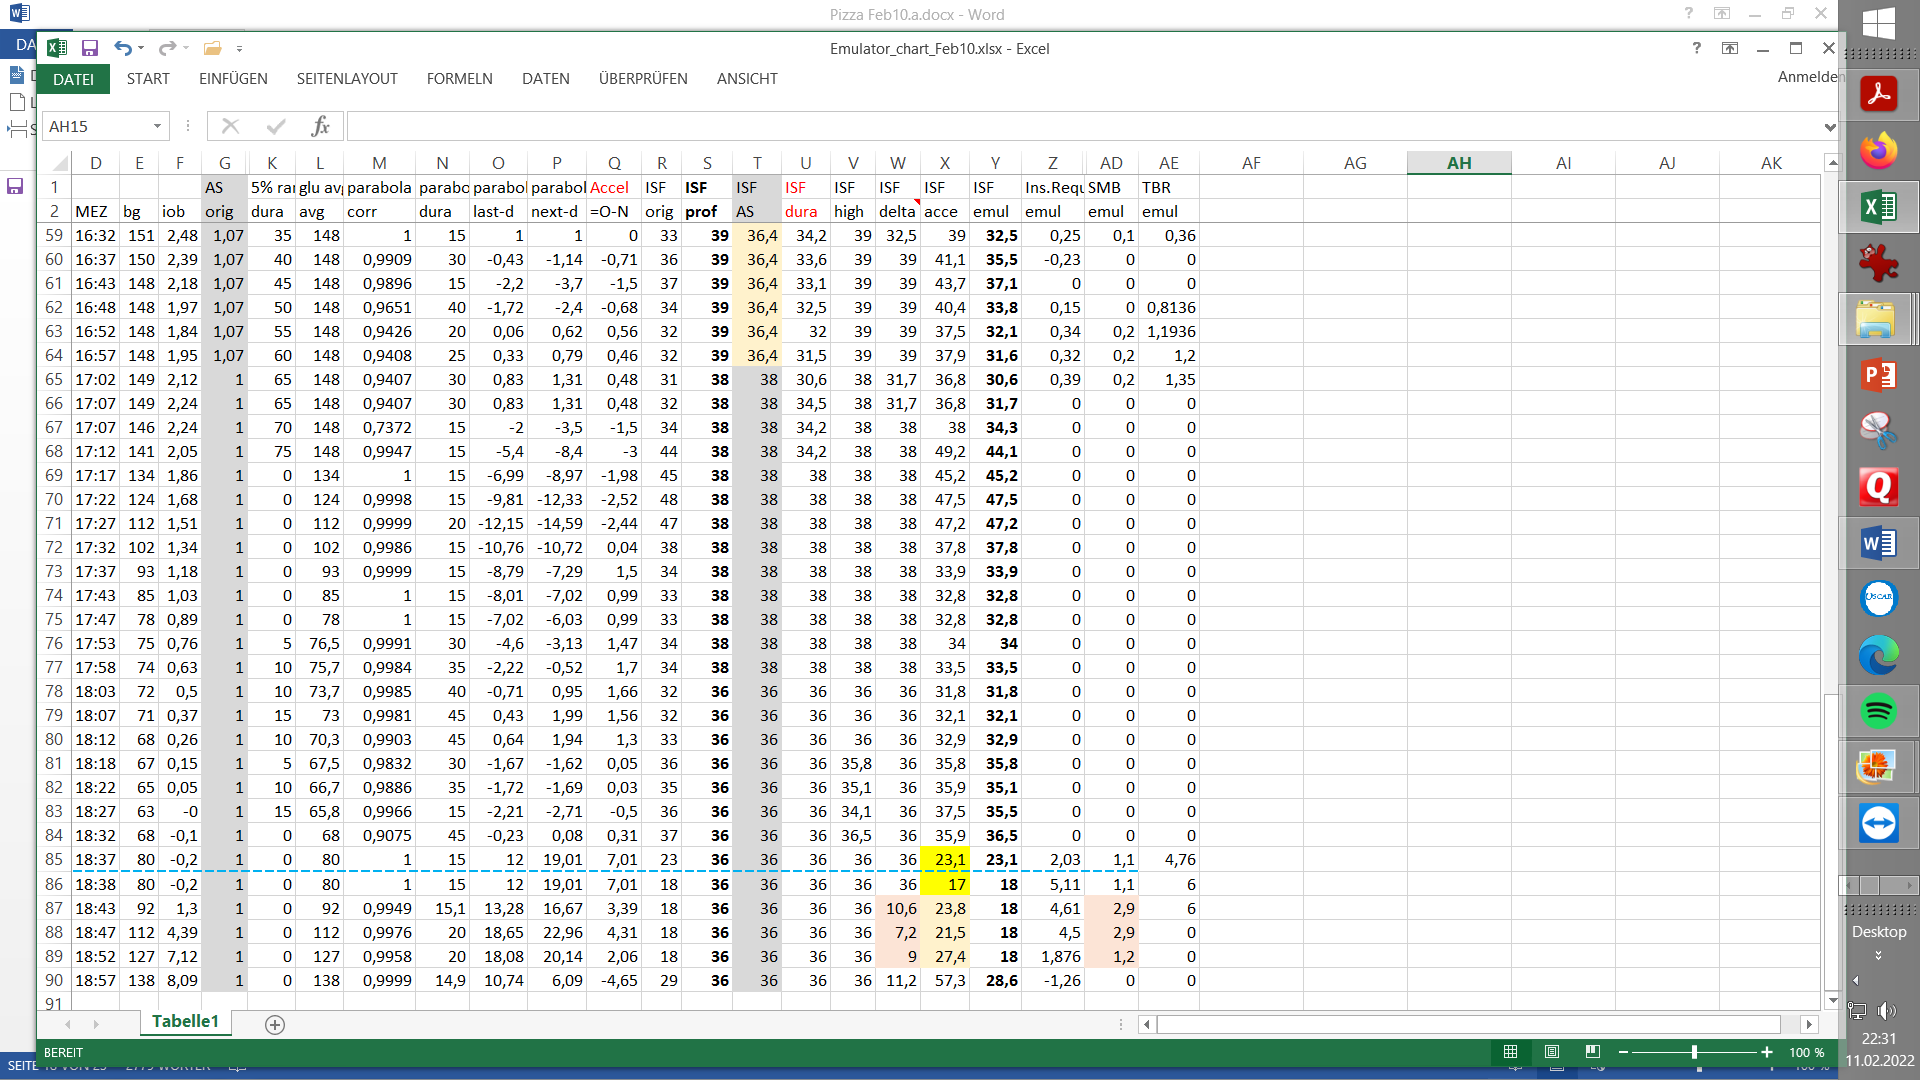 Pizza Feb10.a.docx - Word
Emulator_chart_Feb10.xlsx - Excel
DATEI START EINFÜGEN SEITENLAYOUT FORMELN DATEN ÜBERPRÜFEN ANSICHT Anmelden
AH15
D E F G K L M N O P Q R S T U V W X Y Z AD AE AF AG AH AI AJ AK
1 AS 5% ran glu avg parabola parabo parabol parabol Accel ISF ISF ISF ISF ISF ISF ISF ISF Ins.Requ SMB TBR
2 MEZ bg iob orig dura avg corr dura last-d next-d =O-N orig prof AS dura high delta acce emul emul emul emul
59 16:32 151 2,48 1,07 35 148 1 15 1 1 0 33 39 36,4 34,2 39 32,5 39 32,5 0,25 0,1 0,36
60 16:37 150 2,39 1,07 40 148 0,9909 30 -0,43 -1,14 -0,71 36 39 36,4 33,6 39 39 41,1 35,5 -0,23 0 0
61 16:43 148 2,18 1,07 45 148 0,9896 15 -2,2 -3,7 -1,5 37 39 36,4 33,1 39 39 43,7 37,1 0 0 0
62 16:48 148 1,97 1,07 50 148 0,9651 40 -1,72 -2,4 -0,68 34 39 36,4 32,5 39 39 40,4 33,8 0,15 0 0,8136
63 16:52 148 1,84 1,07 55 148 0,9426 20 0,06 0,62 0,56 32 39 36,4 32 39 39 37,5 32,1 0,34 0,2 1,1936
64 16:57 148 1,95 1,07 60 148 0,9408 25 0,33 0,79 0,46 32 39 36,4 31,5 39 39 37,9 31,6 0,32 0,2 1,2
65 17:02 149 2,12 1 65 148 0,9407 30 0,83 1,31 0,48 31 38 38 30,6 38 31,7 36,8 30,6 0,39 0,2 1,35
66 17:07 149 2,24 1 65 148 0,9407 30 0,83 1,31 0,48 32 38 38 34,5 38 31,7 36,8 31,7 0 0 0
67 17:07 146 2,24 1 70 148 0,7372 15 -2 -3,5 -1,5 34 38 38 34,2 38 38 38 34,3 0 0 0
68 17:12 141 2,05 1 75 148 0,9947 15 -5,4 -8,4 -3 44 38 38 34,2 38 38 49,2 44,1 0 0 0
69 17:17 134 1,86 1 0 134 1 15 -6,99 -8,97 -1,98 45 38 38 38 38 38 45,2 45,2 0 0 0
70 17:22 124 1,68 1 0 124 0,9998 15 -9,81 -12,33 -2,52 48 38 38 38 38 38 47,5 47,5 0 0 0
71 17:27 112 1,51 1 0 112 0,9999 20 -12,15 -14,59 -2,44 47 38 38 38 38 38 47,2 47,2 0 0 0
72 17:32 102 1,34 1 0 102 0,9986 15 -10,76 -10,72 0,04 38 38 38 38 38 38 37,8 37,8 0 0 0
73 17:37 93 1,18 1 0 93 0,9999 15 -8,79 -7,29 1,5 34 38 38 38 38 38 33,9 33,9 0 0 0
74 17:43 85 1,03 1 0 85 1 15 -8,01 -7,02 0,99 33 38 38 38 38 38 32,8 32,8 0 0 0
75 17:47 78 0,89 1 0 78 1 15 -7,02 -6,03 0,99 33 38 38 38 38 38 32,8 32,8 0 0 0
76 17:53 75 0,76 1 5 76,5 0,9991 30 -4,6 -3,13 1,47 34 38 38 38 38 38 34 34 0 0 0
77 17:58 74 0,63 1 10 75,7 0,9984 35 -2,22 -0,52 1,7 34 38 38 38 38 38 33,5 33,5 0 0 0
78 18:03 72 0,5 1 10 73,7 0,9985 40 -0,71 0,95 1,66 32 36 36 36 36 36 31,8 31,8 0 0 0
79 18:07 71 0,37 1 15 73 0,9981 45 0,43 1,99 1,56 32 36 36 36 36 36 32,1 32,1 0 0 0
80 18:12 68 0,26 1 10 70,3 0,9903 45 0,64 1,94 1,3 33 36 36 36 36 36 32,9 32,9 0 0 0
81 18:18 67 0,15 1 5 67,5 0,9832 30 -1,67 -1,62 0,05 36 36 36 36 35,8 36 35,8 35,8 0 0 0
82 18:22 65 0,05 1 10 66,7 0,9886 35 -1,72 -1,69 0,03 35 36 36 36 35,1 36 35,9 35,1 0 0 0
83 18:27 63 -0 1 15 65,8 0,9966 15 -2,21 -2,71 -0,5 36 36 36 36 34,1 36 37,5 35,5 0 0 0
84 18:32 68 -0,1 1 0 68 0,9075 45 -0,23 0,08 0,31 37 36 36 36 36,5 36 35,9 36,5 0 0 0
85 18:37 80 -0,2 1 0 80 1 15 12 19,01 7,01 23 36 36 36 36 36 23,1 23,1 2,03 1,1 4,76
86 18:38 80 -0,2 1 0 80 1 15 12 19,01 7,01 18 36 36 36 36 36 17 18 5,11 1,1 6
87 18:43 92 1,3 1 0 92 0,9949 15,1 13,28 16,67 3,39 18 36 36 36 36 10,6 23,8 18 4,61 2,9 6
88 18:47 112 4,39 1 0 112 0,9976 20 18,65 22,96 4,31 18 36 36 36 36 7,2 21,5 18 4,5 2,9 0
89 18:52 127 7,12 1 0 127 0,9958 20 18,08 20,14 2,06 18 36 36 36 36 9 27,4 18 1,876 1,2 0
90 18:57 138 8,09 1 0 138 0,9999 14,9 10,74 6,09 -4,65 29 36 36 36 36 11,2 57,3 28,6 -1,26 0 0
91
Tabelle1
BEREIT 100 %
Desktop
22:31
11.02.2022